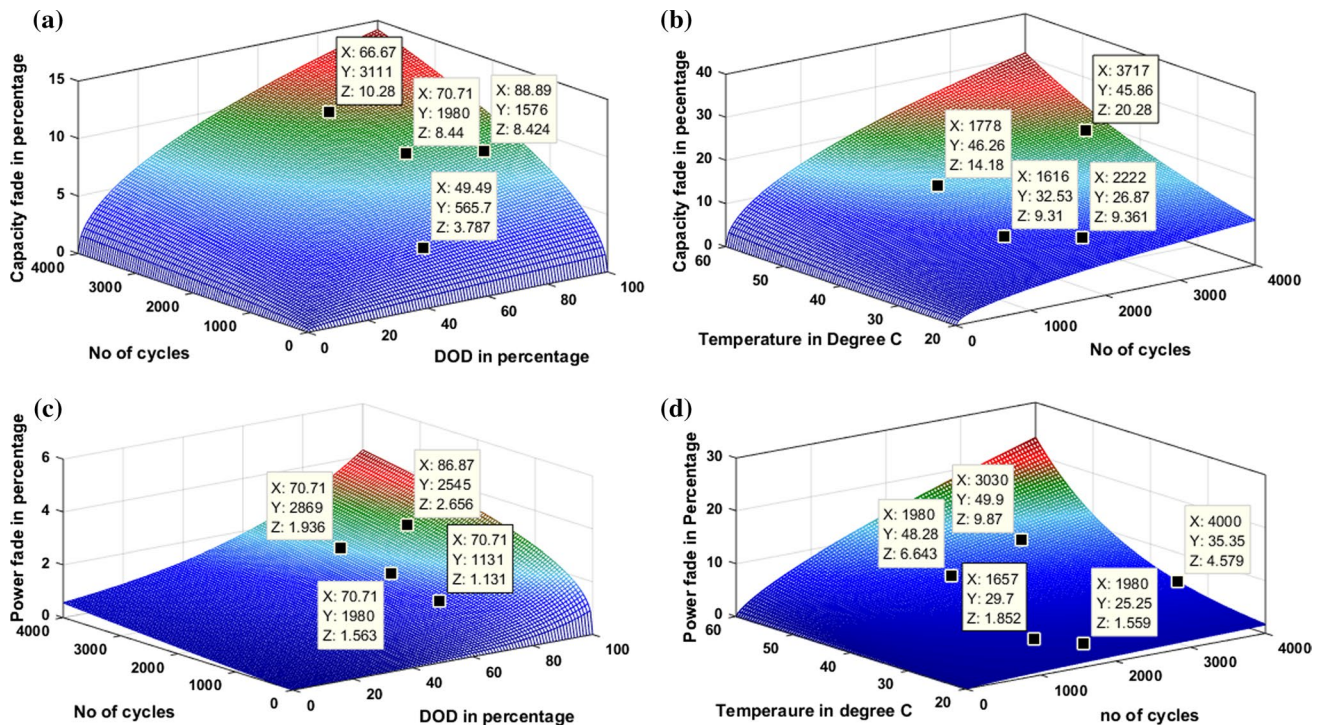 (a)
X: 66.67
Y: 3111
Z: 10.28
X: 70.71
Y: 1980
Z: 8.44
X: 88.89
Y: 1576
Z: 8.424
X: 49.49
Y: 565.7
Z: 3.787
Capacity fade in percentage
15
10
5
0
4000
3000
2000
1000
0
No of cycles
0
20
40
60
80
100
DOD in percentage
(b)
X: 3717
Y: 45.86
Z: 20.28
X: 1778
Y: 46.26
Z: 14.18
X: 1616
Y: 32.53
Z: 9.31
X: 2222
Y: 26.87
Z: 9.361
Capacity fade in pecentage
40
30
20
10
0
60
50
40
30
20
Temperature in Degree C
0
1000
2000
3000
4000
No of cycles
(c)
X: 70.71
Y: 2869
Z: 1.936
X: 86.87
Y: 2545
Z: 2.656
X: 70.71
Y: 1131
Z: 1.131
X: 70.71
Y: 1980
Z: 1.563
Power fade in percentage
6
4
2
0
4000
3000
2000
1000
0
No of cycles
0
20
40
60
80
100
DOD in percentage
(d)
X: 3030
Y: 49.9
Z: 9.87
X: 1980
Y: 48.28
Z: 6.643
X: 4000
Y: 35.35
Z: 4.579
X: 1657
Y: 29.7
Z: 1.852
X: 1980
Y: 25.25
Z: 1.559
Power fade in Percentage
30
20
10
0
60
50
40
30
20
Temperaure in degree C
0
1000
2000
3000
4000
no of cycles